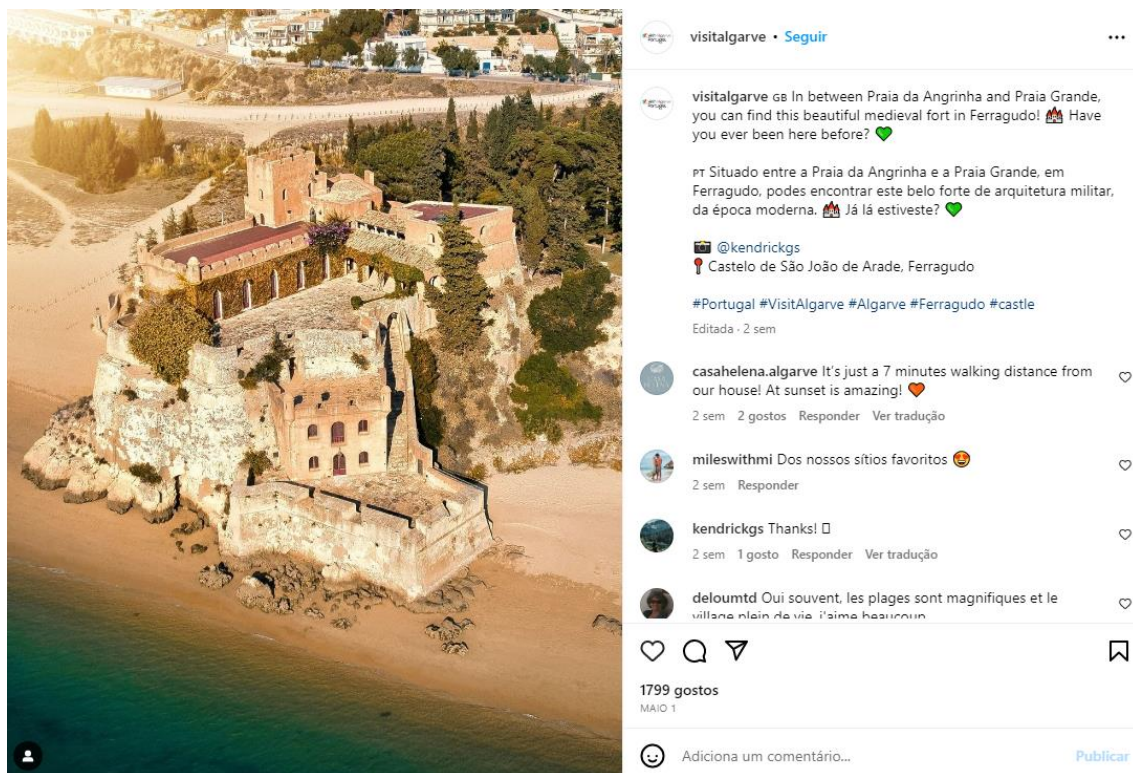 visitalgarve • Seguir
visitalgarve GB In between Praia da Angrinha and Praia Grande,
you can find this beautiful medieval fort in Ferragudo! 🏰 Have
you ever been here before? 💚
PT Situado entre a Praia da Angrinha e a Praia Grande, em
Ferragudo, podes encontrar este belo forte de arquitetura militar,
da época moderna. 🏰 Já lá estiveste? 💚
📸 @kendrickgs
📍 Castelo de São João de Arade, Ferragudo
#Portugal #VisitAlgarve #Algarve #Ferragudo #castle
Editada · 2 sem
casahelena.algarve It's just a 7 minutes walking distance from
our house! At sunset is amazing! 🧡
2 sem 2 gostos Responder Ver tradução
mileswithmi Dos nossos sítios favoritos 🤩
2 sem Responder
kendrickgs Thanks!
2 sem 1 gosto Responder Ver tradução
deloumtd Oui souvent, les plages sont magnifiques et le
village plein de vie, j'aime beaucoup
1799 gostos
MAIO 1
Adiciona um comentário...
Publicar